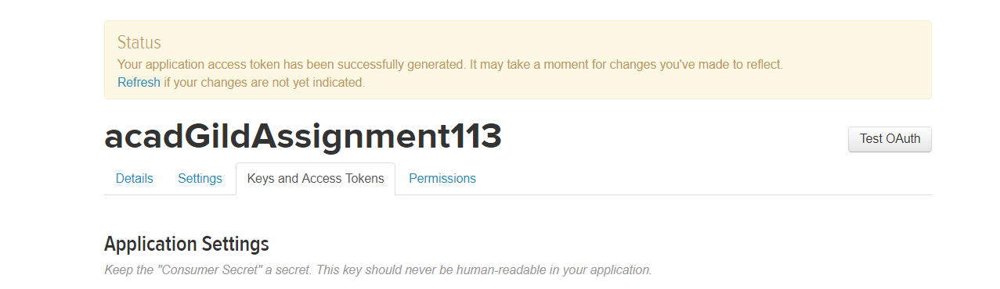 Status
Your application access token has been successfully generated. It may take a moment for changes you've made to reflect.
Refresh if your changes are not yet indicated.
acadGildAssignment113
Test OAuth
Details Settings Keys and Access Tokens Permissions
Application Settings
Keep the "Consumer Secret" a secret. This key should never be human-readable in your application.